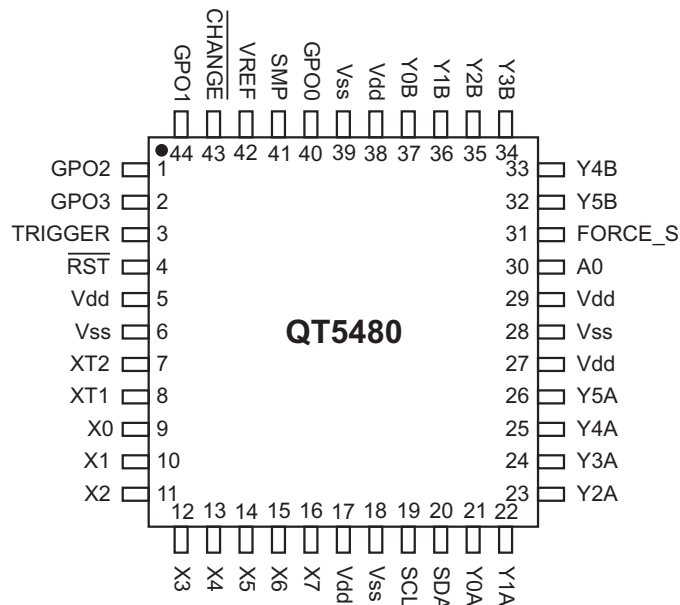 GPO1 CHANGE VREF SMP GPO0 Vss Vdd Y0B Y1B Y2B Y3B
44 43 42 41 40 39 38 37 36 35 34
GPO2 1 33 Y4B
GPO3 2 32 Y5B
TRIGGER 3 31 FORCE_S
RST 4 30 A0
Vdd 5 29 Vdd
Vss 6 QT5480 28 Vss
XT2 7 27 Vdd
XT1 8 26 Y5A
X0 9 25 Y4A
X1 10 24 Y3A
X2 11 23 Y2A
12 13 14 15 16 17 18 19 20 21 22
X3 X4 X5 X6 X7 Vdd Vss SCL SDA Y0A Y1A